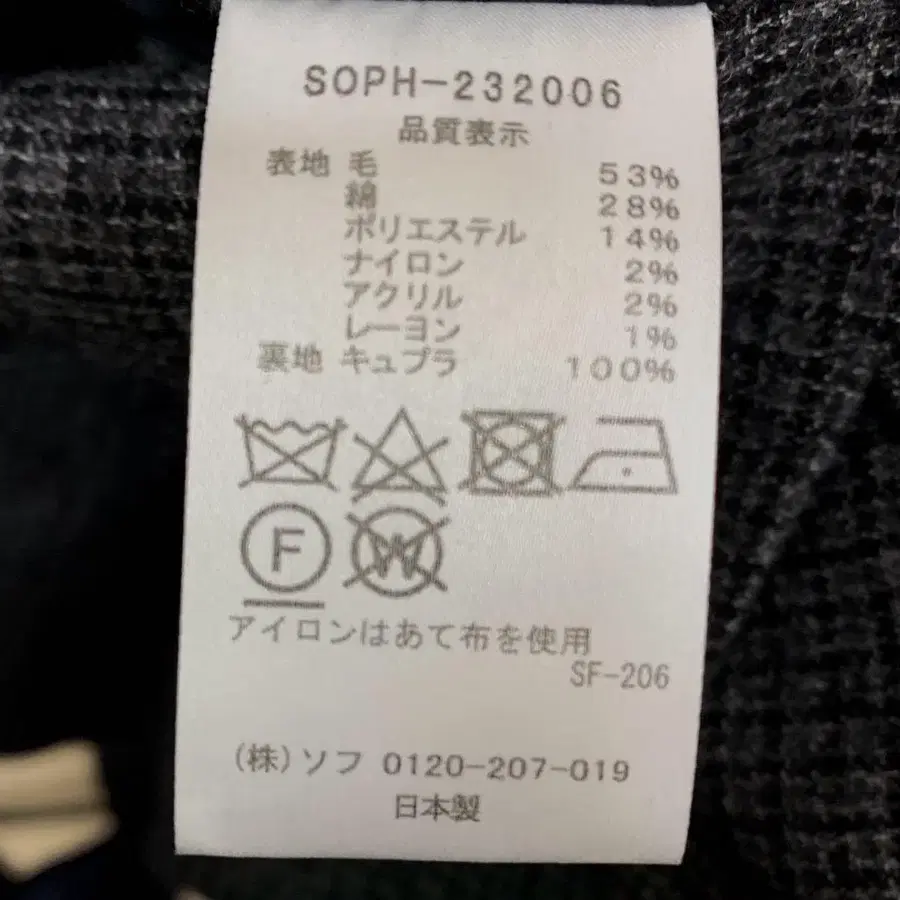 SOPH-232006
品質表示
表地 毛 53%
綿 28%
ポリエステル 14%
ナイロン 2%
アクリル 2%
レーヨン 1%
裏地 キュプラ 100%
F W
アイロンはあて布を使用
SF-206
(株)ソフ 0120-207-019
日本製